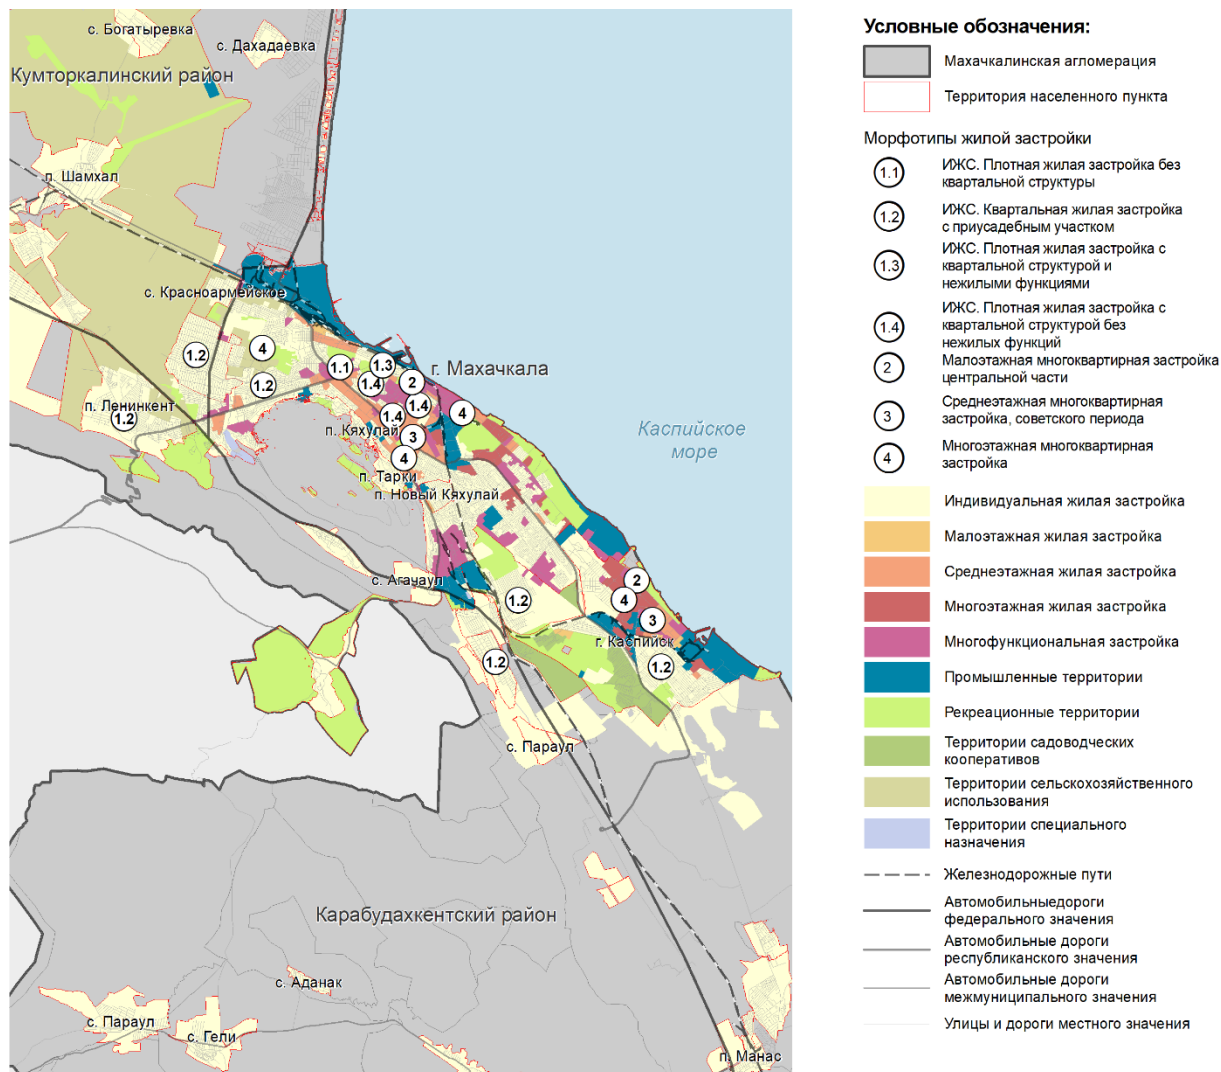 с. Богатыревка
с. Дахадаевка
Кумторкалинский район
п. Шамхал
с. Красноармейское
1.2
4
1.2
1.1
1.3
1.4
г. Махачкала
2
1.4
1.4
4
п. Ленинкент
1.2
п. Кяхулай
3
4
п. Тарки
п. Новый Кяхулай
Каспийское
море
с. Агачаул
1.2
2
4
3
г. Каспийск
1.2
1.2
с. Параул
Карабудахкентский район
с. Аданак
с. Параул
с. Гели
п. Манас
Условные обозначения:
Махачкалинская агломерация
Территория населенного пункта
Морфотипы жилой застройки
1.1
ИЖС. Плотная жилая застройка без
квартальной структуры
1.2
ИЖС. Квартальная жилая застройка
с приусадебным участком
1.3
ИЖС. Плотная жилая застройка с
квартальной структурой и
нежилыми функциями
1.4
ИЖС. Плотная жилая застройка с
квартальной структурой без
нежилых функций
2
Малоэтажная многоквартирная застройка
центральной части
3
Среднеэтажная многоквартирная
застройка, советского периода
4
Многоэтажная многоквартирная
застройка
Индивидуальная жилая застройка
Малоэтажная жилая застройка
Среднеэтажная жилая застройка
Многоэтажная жилая застройка
Многофункциональная застройка
Промышленные территории
Рекреационные территории
Территории садоводческих
кооперативов
Территории сельскохозяйственного
использования
Территории специального
назначения
Железнодорожные пути
Автомобильныедороги
федерального значения
Автомобильные дороги
республиканского значения
Автомобильные дороги
межмуниципального значения
Улицы и дороги местного значения